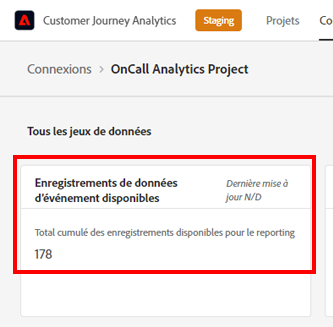 Customer Journey Analytics Staging Projets Co
Connexions > OnCall Analytics Project
Tous les jeux de données
Enregistrements de données
d'événement disponibles
Dernière mise à
jour N/D
Total cumulé des enregistrements disponibles pour le reporting
178